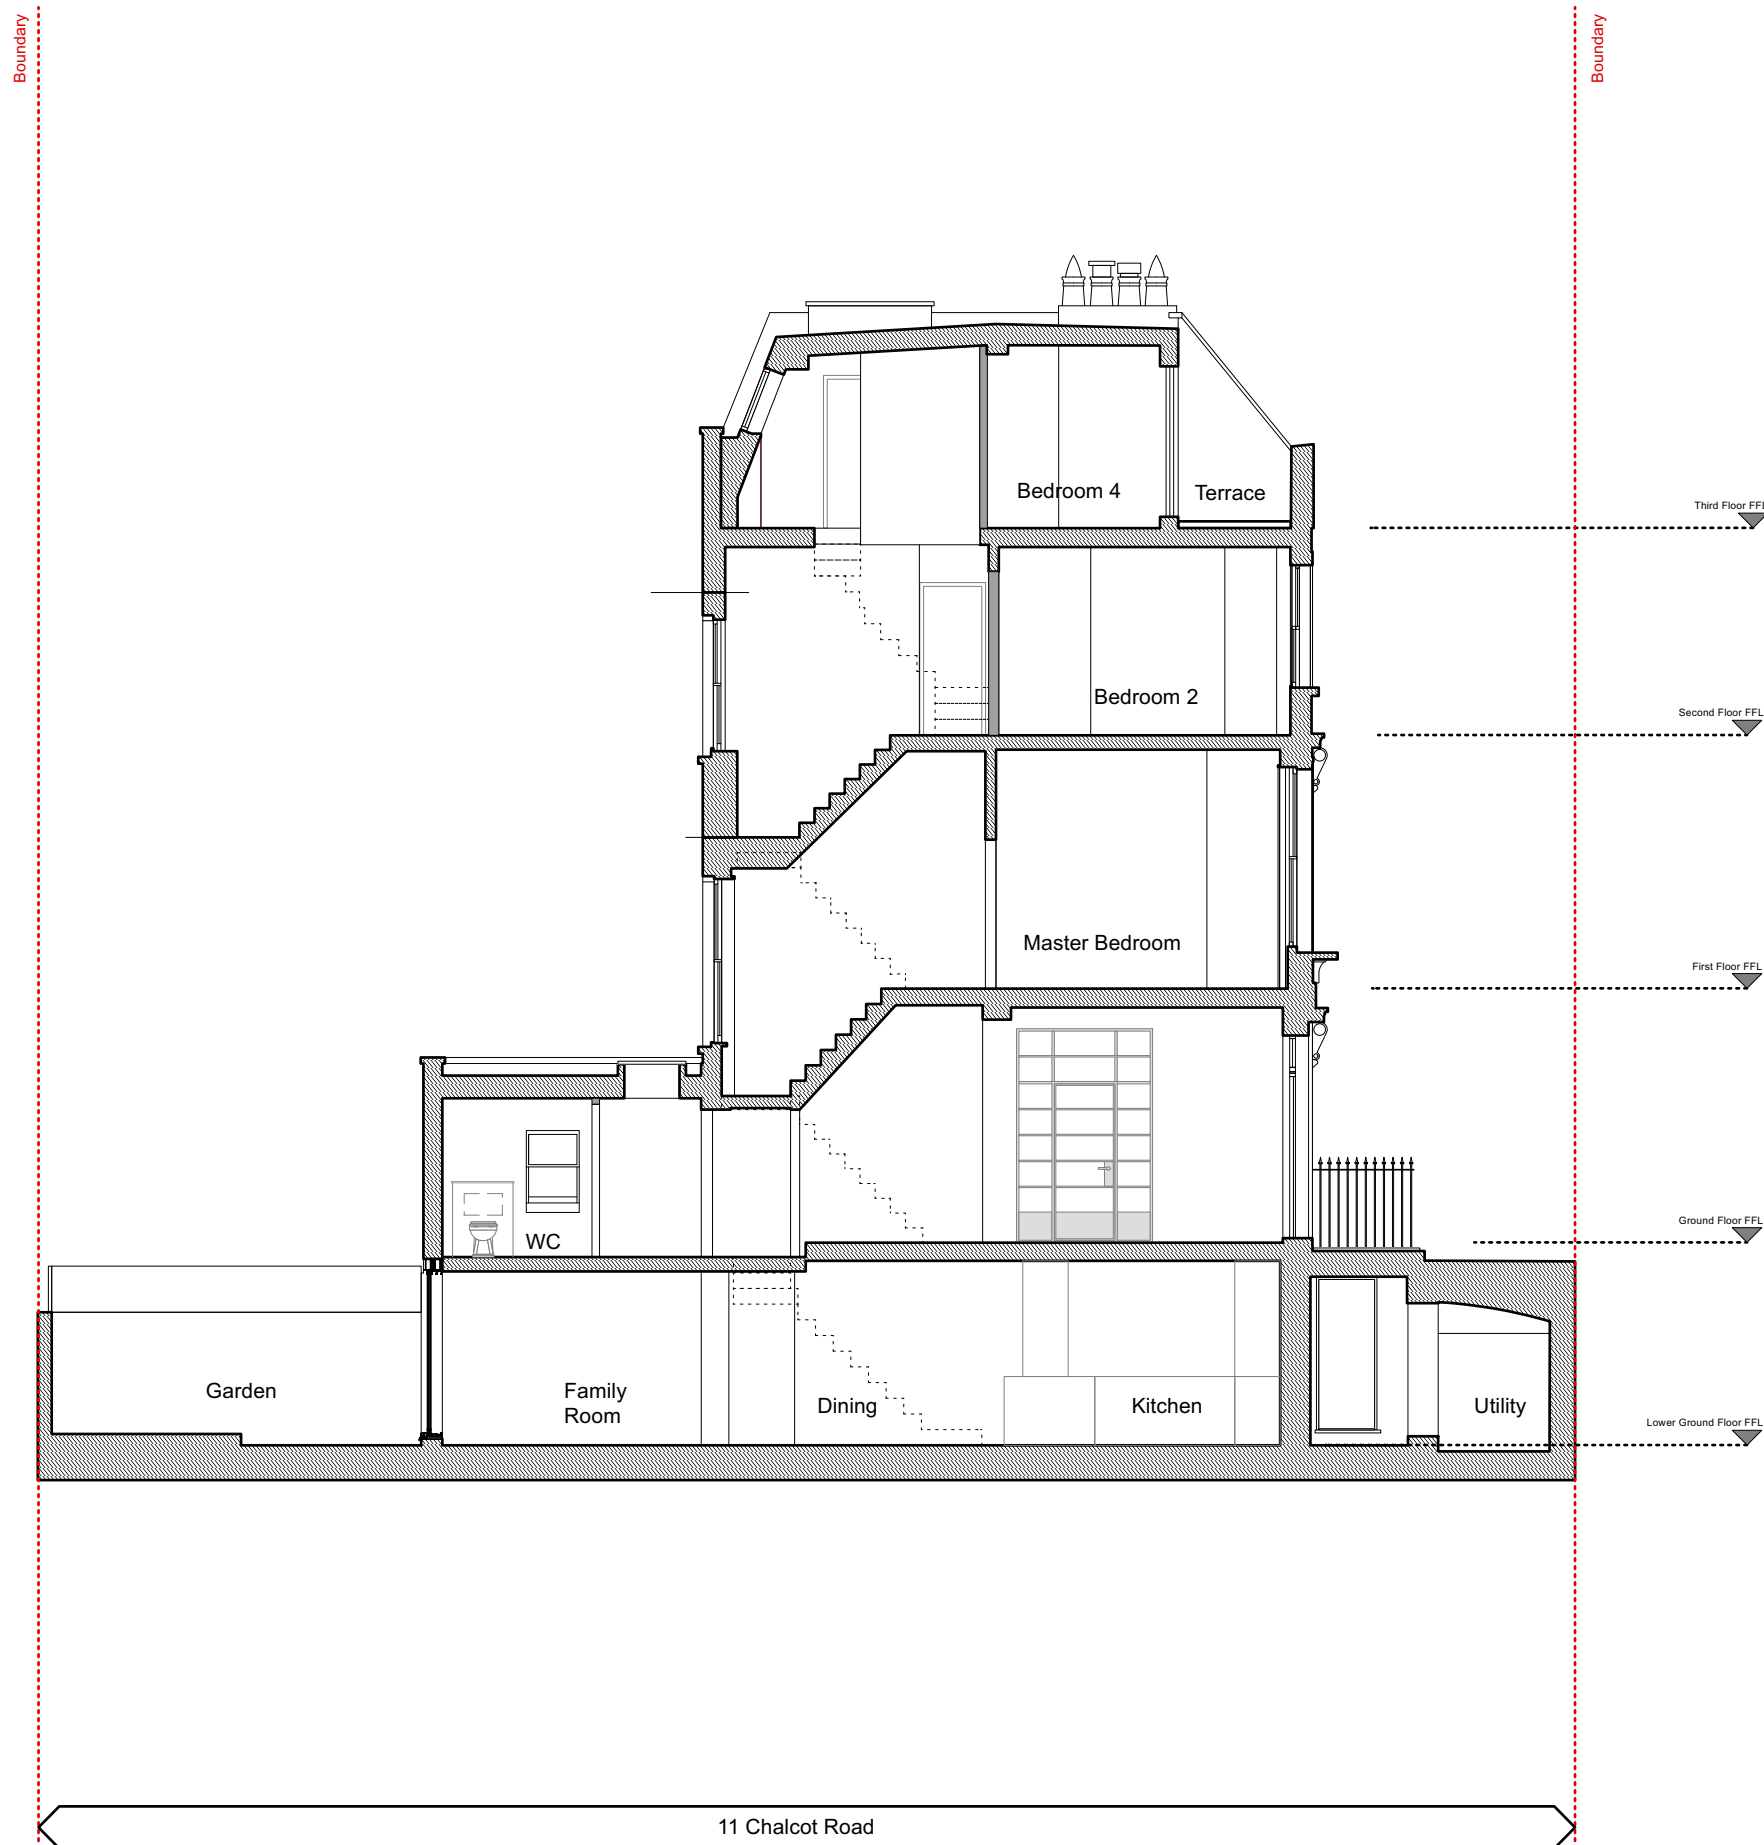 Boundary
Boundary
Bedroom 4
Terrace
Third Floor FFL
Bedroom 2
Second Floor FFL
Master Bedroom
First Floor FFL
WC
Ground Floor FFL
Garden
Family
Room
Dining
Kitchen
Utility
Lower Ground Floor FFL
11 Chalcot Road